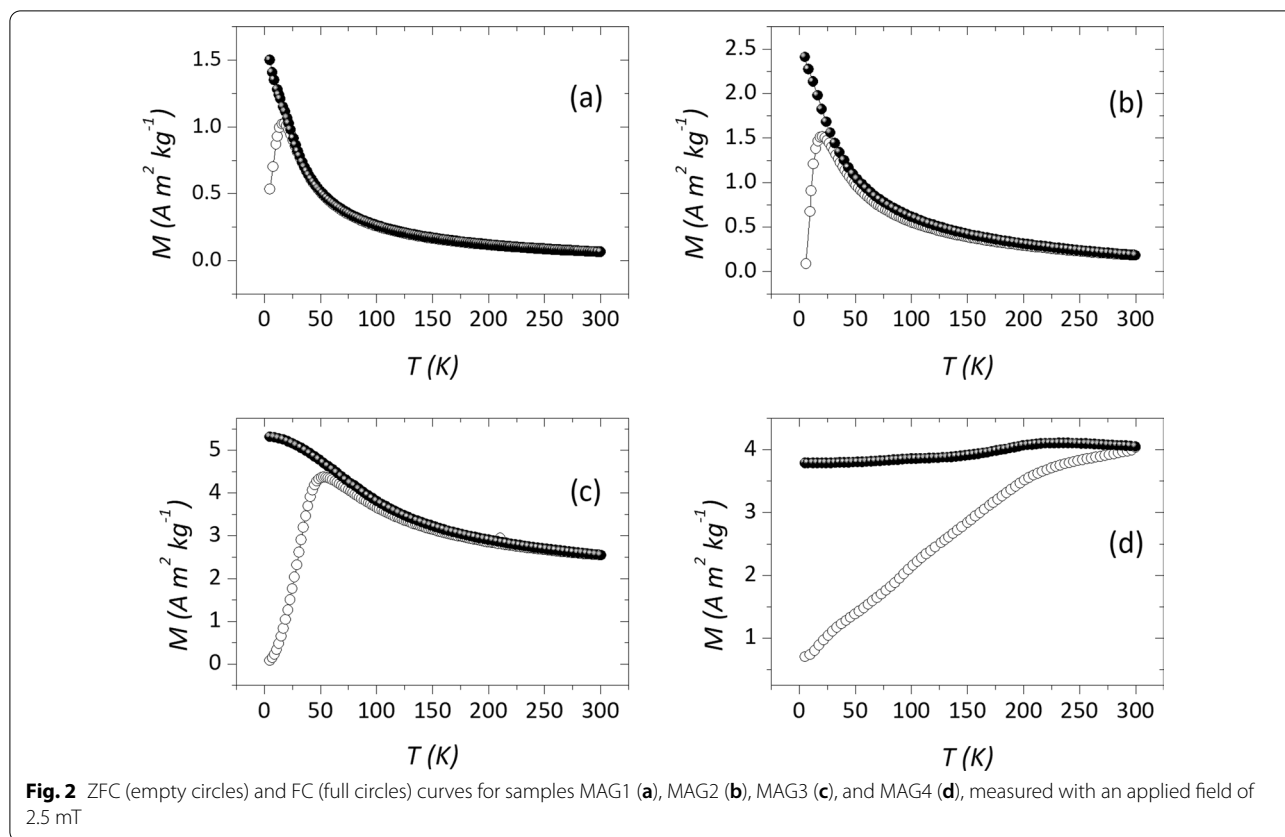 1.5
1.0
0.5
0.0
M (A m² kg⁻¹)
(a)
0 50 100 150 200 250 300
T (K)
2.5
2.0
1.5
1.0
0.5
0.0
M (A m² kg⁻¹)
(b)
0 50 100 150 200 250 300
T (K)
5
4
3
2
1
0
M (A m² kg⁻¹)
(c)
0 50 100 150 200 250 300
T (K)
4
3
2
1
M (A m² kg⁻¹)
(d)
0 50 100 150 200 250 300
T (K)
Fig. 2 ZFC (empty circles) and FC (full circles) curves for samples MAG1 (a), MAG2 (b), MAG3 (c), and MAG4 (d), measured with an applied field of
2.5 mT